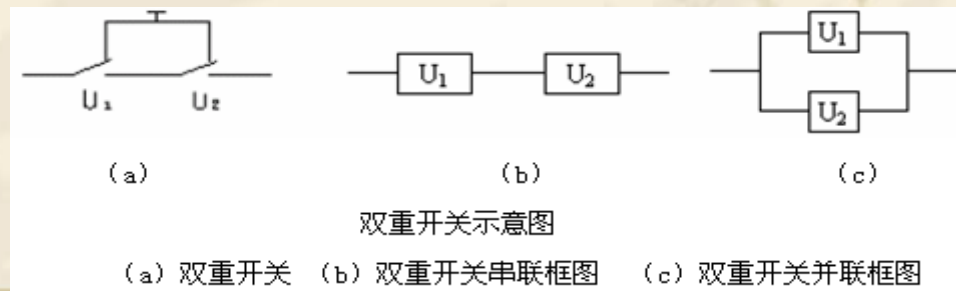 U₁ U₂ U₁ U₂ U₁
U₂
(a) (b) (c)
双重开关示意图
(a) 双重开关 (b) 双重开关串联框图 (c) 双重开关并联框图